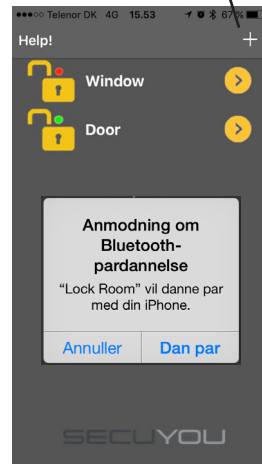 Telenor DK 4G 15.53 67 %
Help! +
Window
Door
Anmodning om
Bluetooth-
pardannelse
“Lock Room” vil danne par
med din iPhone.
Annuller Dan par
SECUYOU